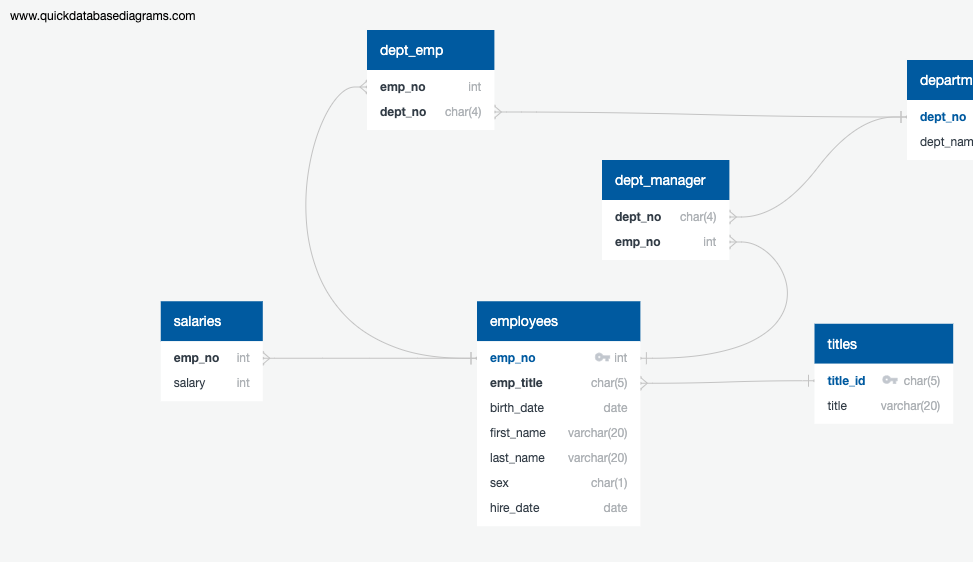 www.quickdatabasediagrams.com
dept_emp
emp_no int
dept_no char(4)
departm
dept_no
dept_nam
dept_manager
dept_no char(4)
emp_no int
salaries
emp_no int
salary int
employees
emp_no int
emp_title char(5)
birth_date date
first_name varchar(20)
last_name varchar(20)
sex char(1)
hire_date date
titles
title_id char(5)
title varchar(20)